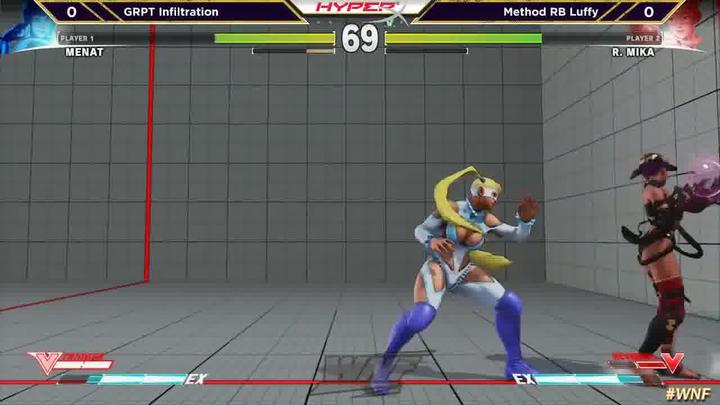 0 GRPT Infiltration HYPER Method RB Luffy 0
PLAYER 1 69 PLAYER 2
MENAT R. MIKA
EX EX
#WNF